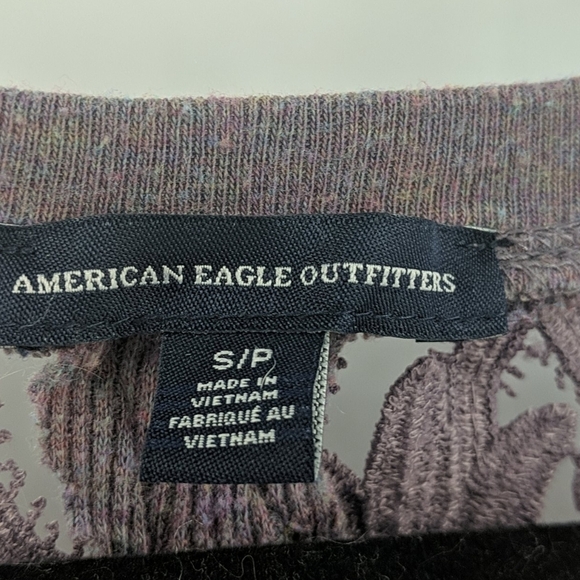 AMERICAN EAGLE OUTFITTERS
S/P
MADE IN
VIETNAM
FABRIQUÉ AU
VIETNAM